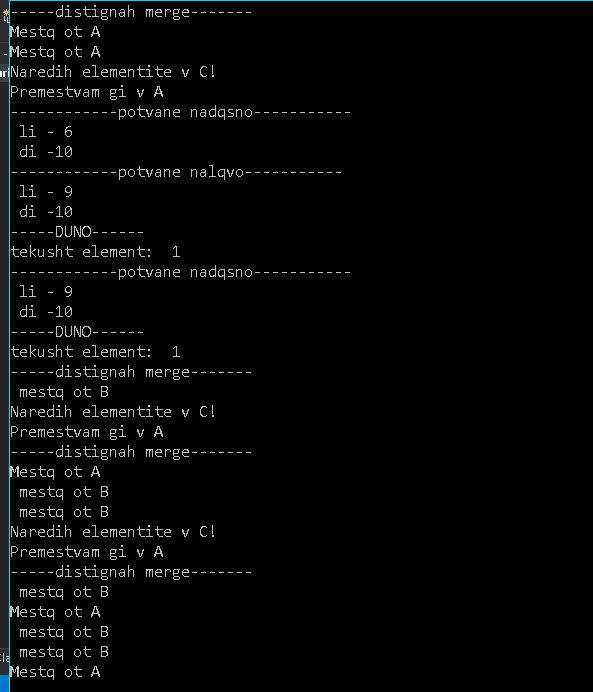 -----distignah merge-------
Mestq ot A
Mestq ot A
Naredih elementite v C!
Premestvam gi v A
------------potvane nadqsno-----------
 li - 6
 di -10
------------potvane nalqvo-----------
 li - 9
 di -10
-----DUNO------
tekusht element:  1
------------potvane nadqsno-----------
 li - 9
 di -10
-----DUNO------
tekusht element:  1
-----distignah merge-------
 mestq ot B
Naredih elementite v C!
Premestvam gi v A
-----distignah merge-------
Mestq ot A
 mestq ot B
 mestq ot B
Naredih elementite v C!
Premestvam gi v A
-----distignah merge-------
 mestq ot B
Mestq ot A
 mestq ot B
 mestq ot B
Mestq ot A